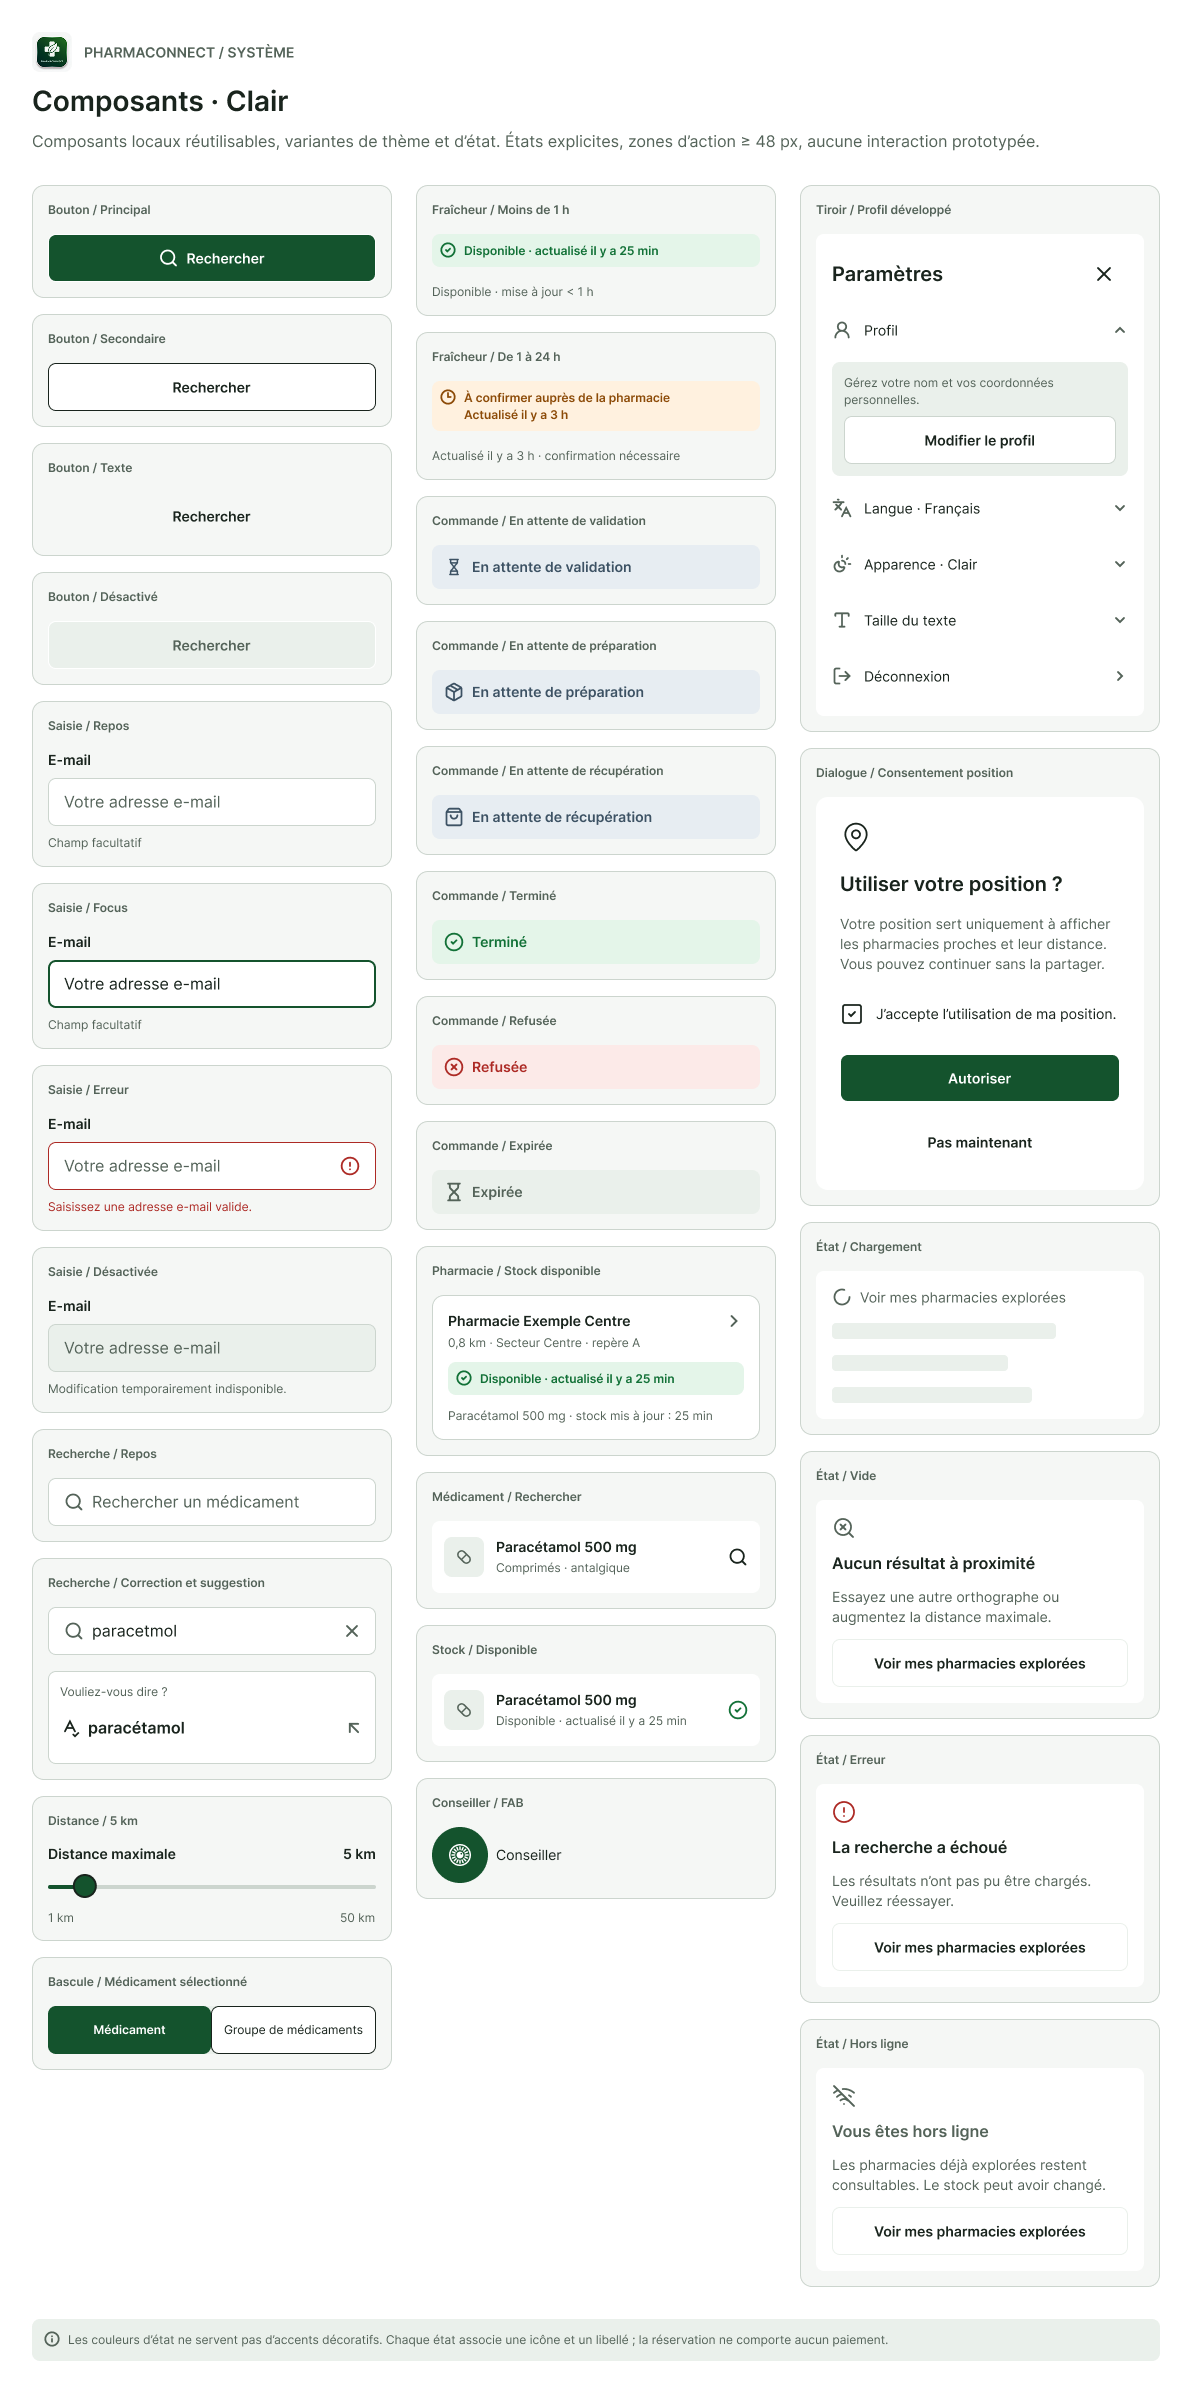 PHARMACONNECT / SYSTÈME
Composants · Clair
Composants locaux réutilisables, variantes de thème et d’état. États explicites, zones d’action ≥ 48 px, aucune interaction prototypée.
Bouton / Principal
Rechercher
Bouton / Secondaire
Rechercher
Bouton / Texte
Rechercher
Bouton / Désactivé
Rechercher
Saisie / Repos
E-mail
Votre adresse e-mail
Champ facultatif
Saisie / Focus
E-mail
Votre adresse e-mail
Champ facultatif
Saisie / Erreur
E-mail
Votre adresse e-mail
Saisissez une adresse e-mail valide.
Saisie / Désactivée
E-mail
Votre adresse e-mail
Modification temporairement indisponible.
Recherche / Repos
Rechercher un médicament
Recherche / Correction et suggestion
paracetmol
Vouliez-vous dire ?
paracétamol
Distance / 5 km
Distance maximale 5 km
1 km 50 km
Bascule / Médicament sélectionné
Médicament Groupe de médicaments
Fraîcheur / Moins de 1 h
Disponible · actualisé il y a 25 min
Disponible · mise à jour < 1 h
Fraîcheur / De 1 à 24 h
À confirmer auprès de la pharmacie
Actualisé il y a 3 h
Actualisé il y a 3 h · confirmation nécessaire
Commande / En attente de validation
En attente de validation
Commande / En attente de préparation
En attente de préparation
Commande / En attente de récupération
En attente de récupération
Commande / Terminé
Terminé
Commande / Refusée
Refusée
Commande / Expirée
Expirée
Pharmacie / Stock disponible
Pharmacie Exemple Centre
0,8 km · Secteur Centre · repère A
Disponible · actualisé il y a 25 min
Paracétamol 500 mg · stock mis à jour : 25 min
Médicament / Rechercher
Paracétamol 500 mg
Comprimés · antalgique
Stock / Disponible
Paracétamol 500 mg
Disponible · actualisé il y a 25 min
Conseiller / FAB
Conseiller
Tiroir / Profil développé
Paramètres
Profil
Gérez votre nom et vos coordonnées
personnelles.
Modifier le profil
Langue · Français
Apparence · Clair
Taille du texte
Déconnexion
Dialogue / Consentement position
Utiliser votre position ?
Votre position sert uniquement à afficher
les pharmacies proches et leur distance.
Vous pouvez continuer sans la partager.
J’accepte l’utilisation de ma position.
Autoriser
Pas maintenant
État / Chargement
Voir mes pharmacies explorées
État / Vide
Aucun résultat à proximité
Essayez une autre orthographe ou
augmentez la distance maximale.
Voir mes pharmacies explorées
État / Erreur
La recherche a échoué
Les résultats n’ont pas pu être chargés.
Veuillez réessayer.
Voir mes pharmacies explorées
État / Hors ligne
Vous êtes hors ligne
Les pharmacies déjà explorées restent
consultables. Le stock peut avoir changé.
Voir mes pharmacies explorées
Les couleurs d’état ne servent pas d’accents décoratifs. Chaque état associe une icône et un libellé ; la réservation ne comporte aucun paiement.